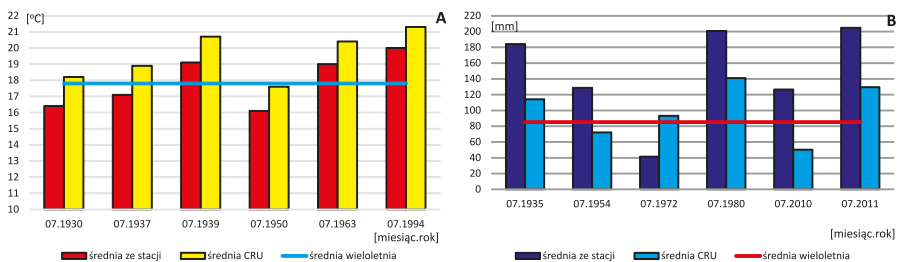 [°C]
A
22
21
20
19
18
17
16
15
14
13
12
11
10
07.1930 07.1937 07.1939 07.1950 07.1963 07.1994
[miesiąc.rok]
średnia ze stacji średnia CRU średnia wieloletnia
B
[mm]
220
200
180
160
140
120
100
80
60
40
20
0
07.1935 07.1954 07.1972 07.1980 07.2010 07.2011
[miesiąc.rok]
średnia ze stacji średnia CRU średnia wieloletnia